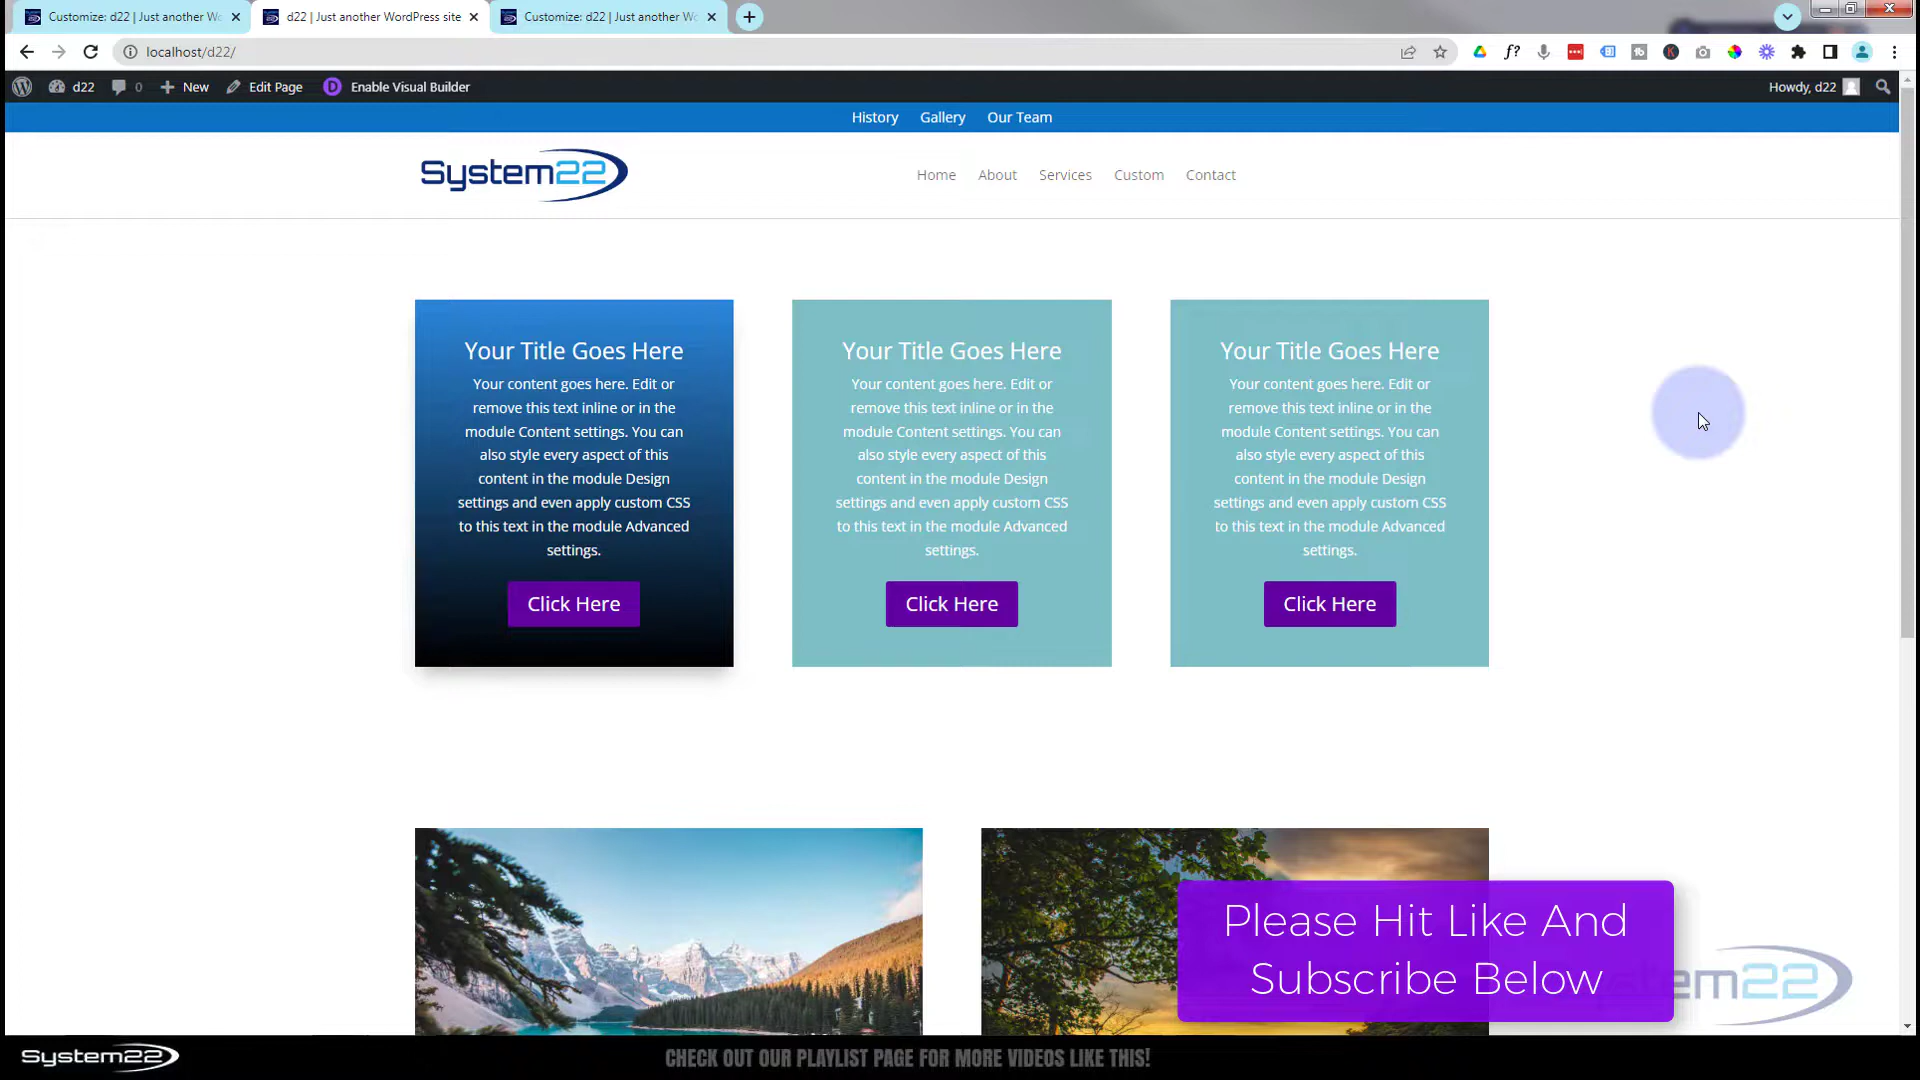 Customize: d22 | Just another Wo
d22 | Just another WordPress site
Customize: d22 | Just another Wo
localhost/d22/
d22
0
New
Edit Page
D
Enable Visual Builder
Howdy, d22
History
Gallery
Our Team
System22
Home
About
Services
Custom
Contact
Your Title Goes Here
Your content goes here. Edit or
remove this text inline or in the
module Content settings. You can
also style every aspect of this
content in the module Design
settings and even apply custom CSS
to this text in the module Advanced
settings.
Click Here
Your Title Goes Here
Your content goes here. Edit or
remove this text inline or in the
module Content settings. You can
also style every aspect of this
content in the module Design
settings and even apply custom CSS
to this text in the module Advanced
settings.
Click Here
Your Title Goes Here
Your content goes here. Edit or
remove this text inline or in the
module Content settings. You can
also style every aspect of this
content in the module Design
settings and even apply custom CSS
to this text in the module Advanced
settings.
Click Here
Please Hit Like And
Subscribe Below
System22
CHECK OUT OUR PLAYLIST PAGE FOR MORE VIDEOS LIKE THIS!